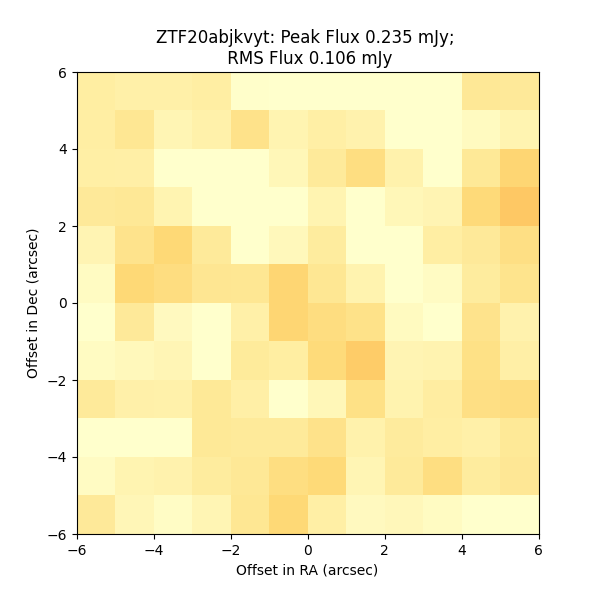 ZTF20abjkvyt: Peak Flux 0.235 mJy;
RMS Flux 0.106 mJy
6
4
2
0
−2
−4
−6
Offset in Dec (arcsec)
−6 −4 −2 0 2 4 6
Offset in RA (arcsec)